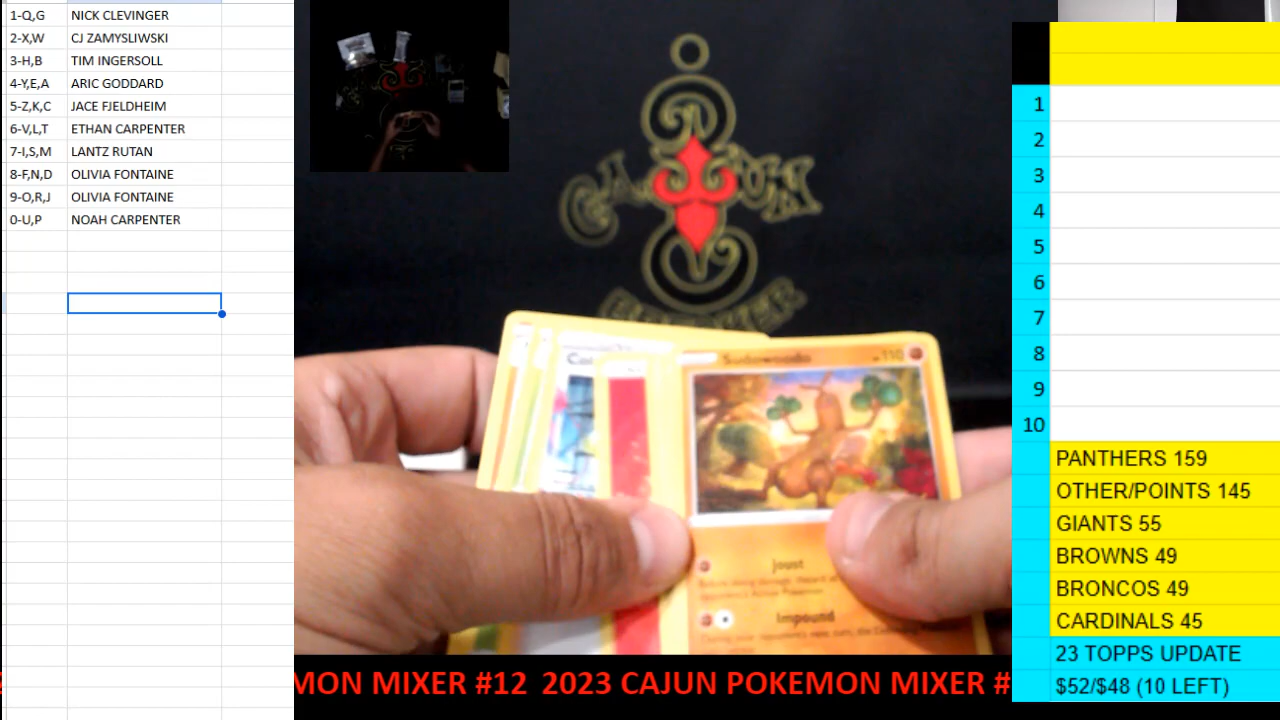 1-Q,G NICK CLEVINGER
2-X,W CJ ZAMYSLIWSKI
3-H,B TIM INGERSOLL
4-Y,E,A ARIC GODDARD
5-Z,K,C JACE FJELDHEIM
6-V,L,T ETHAN CARPENTER
7-I,S,M LANTZ RUTAN
8-F,N,D OLIVIA FONTAINE
9-O,R,J OLIVIA FONTAINE
0-U,P NOAH CARPENTER
Sudowoodo 110
Joust
Impound
MON MIXER #12 2023 CAJUN POKEMON MIXER #
1
2
3
4
5
6
7
8
9
10
PANTHERS 159
OTHER/POINTS 145
GIANTS 55
BROWNS 49
BRONCOS 49
CARDINALS 45
23 TOPPS UPDATE
$52/$48 (10 LEFT)